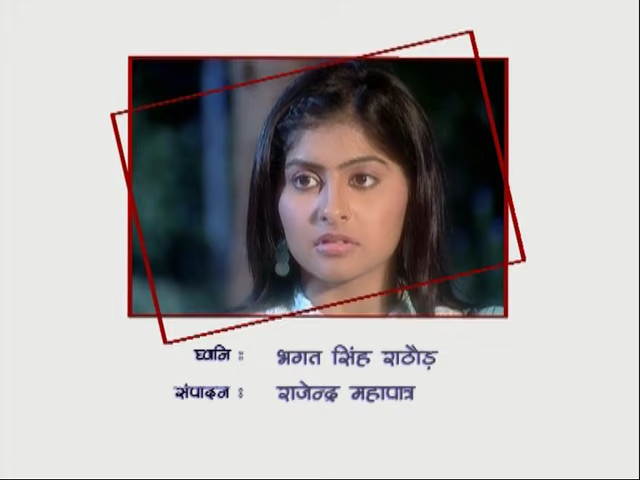 ध्वनि : भगत सिंह राठौड़
संपादन : राजेन्द्र महापात्र